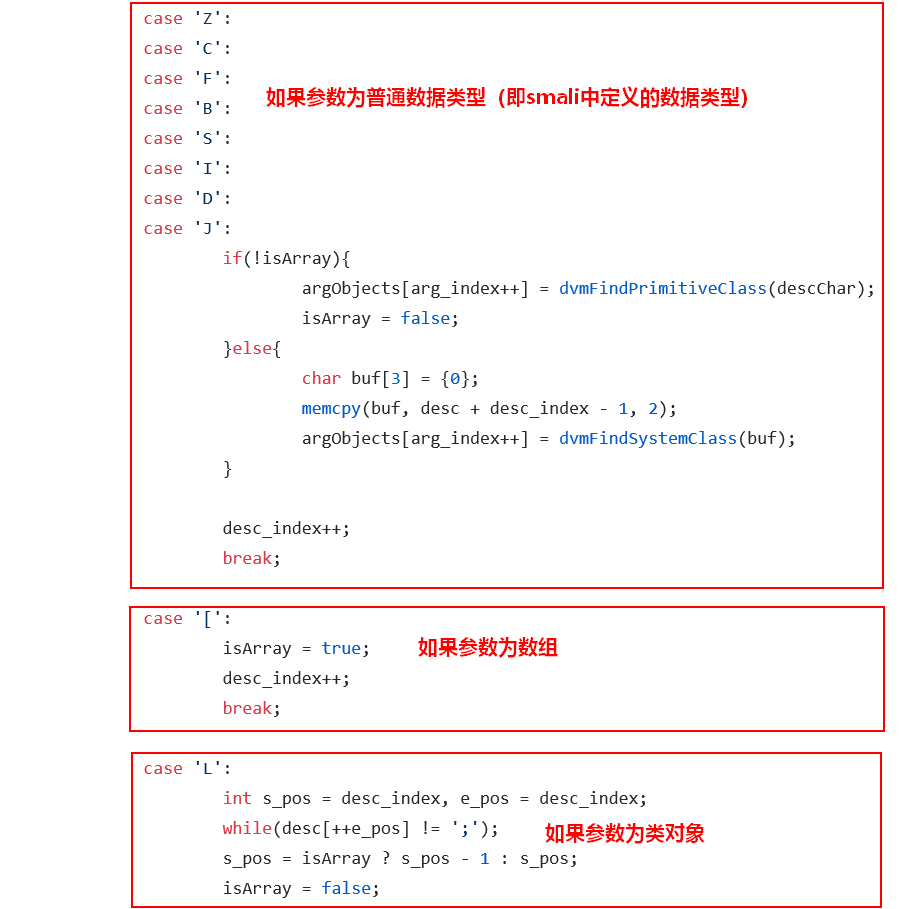 case 'Z':
case 'C':
case 'F':
如果参数为普通数据类型（即smali中定义的数据类型）
case 'B':
case 'S':
case 'I':
case 'D':
case 'J':
if(!isArray){
argObjects[arg_index++] = dvmFindPrimitiveClass(descChar);
isArray = false;
}else{
char buf[3] = {0};
memcpy(buf, desc + desc_index - 1, 2);
argObjects[arg_index++] = dvmFindSystemClass(buf);
}
desc_index++;
break;
case '[':
isArray = true; 如果参数为数组
desc_index++;
break;
case 'L':
int s_pos = desc_index, e_pos = desc_index;
while(desc[++e_pos] != ';'); 如果参数为类对象
s_pos = isArray ? s_pos - 1 : s_pos;
isArray = false;